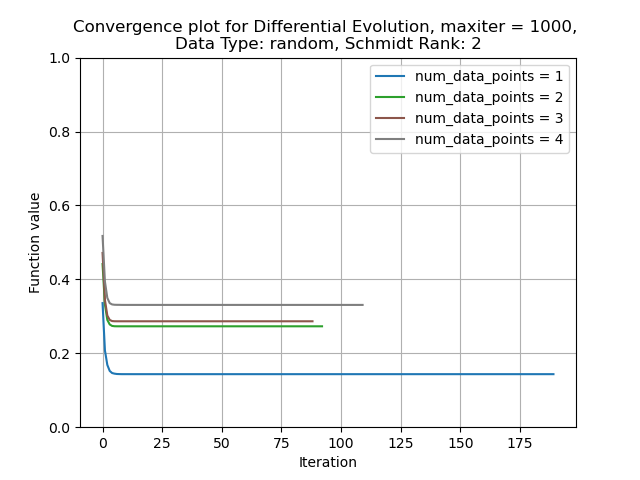 Convergence plot for Differential Evolution, maxiter = 1000,
Data Type: random, Schmidt Rank: 2
num_data_points = 1
num_data_points = 2
num_data_points = 3
num_data_points = 4
Function value
1.0
0.8
0.6
0.4
0.2
0.0
0 25 50 75 100 125 150 175
Iteration